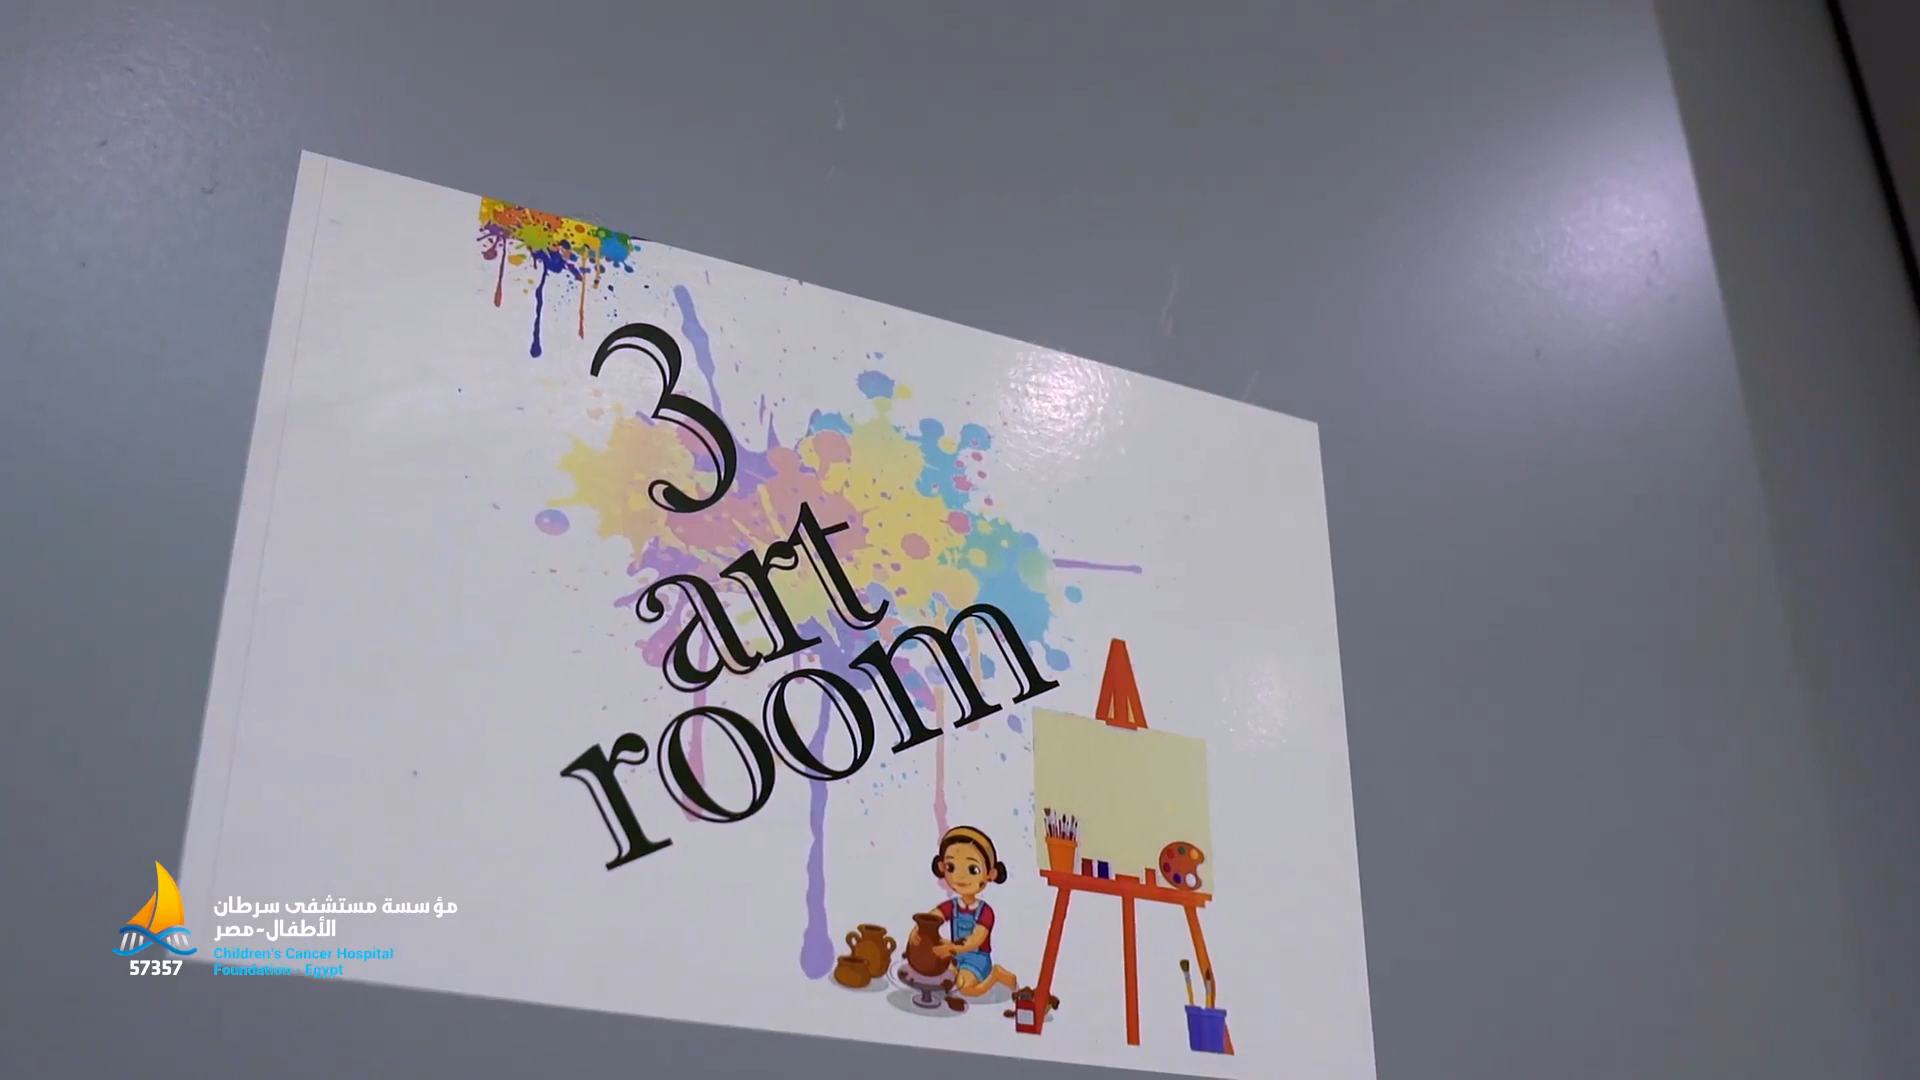 3
art
room
مؤسسة مستشفى سرطان
الأطفال-مصر
Children's Cancer Hospital
Foundation - Egypt
57357